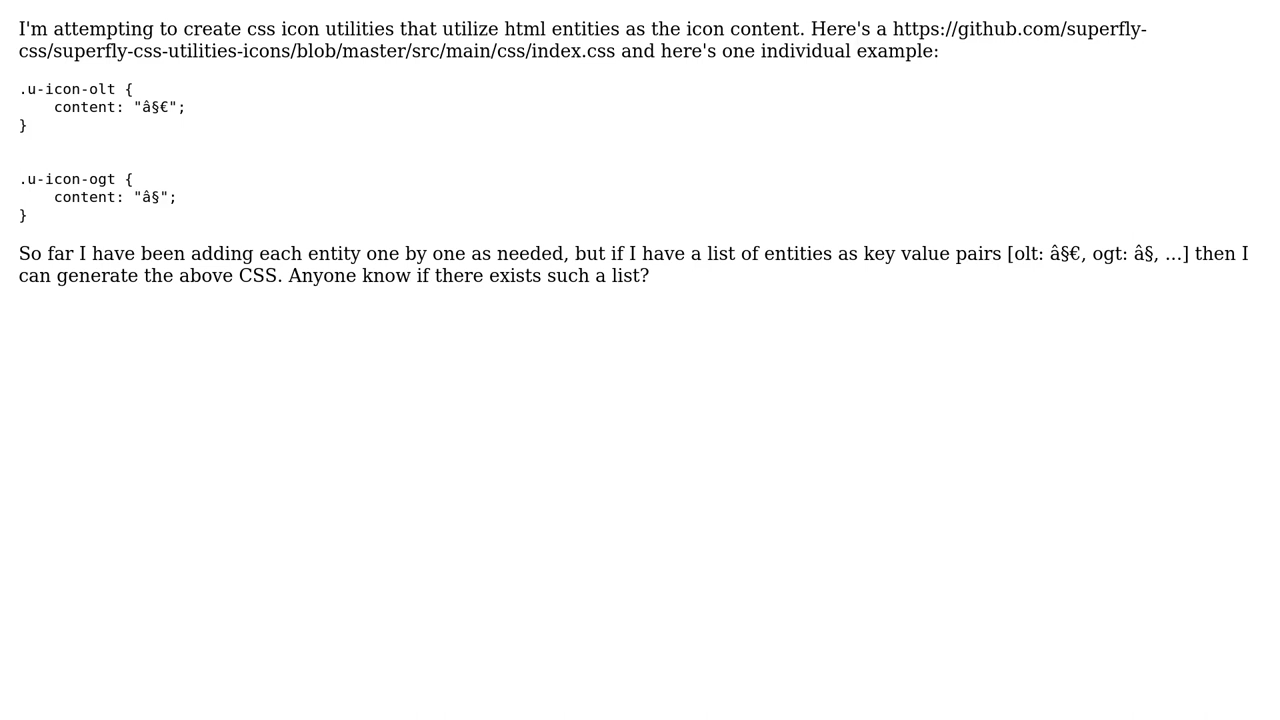 I'm attempting to create css icon utilities that utilize html entities as the icon content. Here's a https://github.com/superfly-
css/superfly-css-utilities-icons/blob/master/src/main/css/index.css and here's one individual example:
.u-icon-olt {
    content: "â§€";
}
.u-icon-ogt {
    content: "â§";
}
So far I have been adding each entity one by one as needed, but if I have a list of entities as key value pairs [olt: â§€, ogt: â§, ...] then I
can generate the above CSS. Anyone know if there exists such a list?